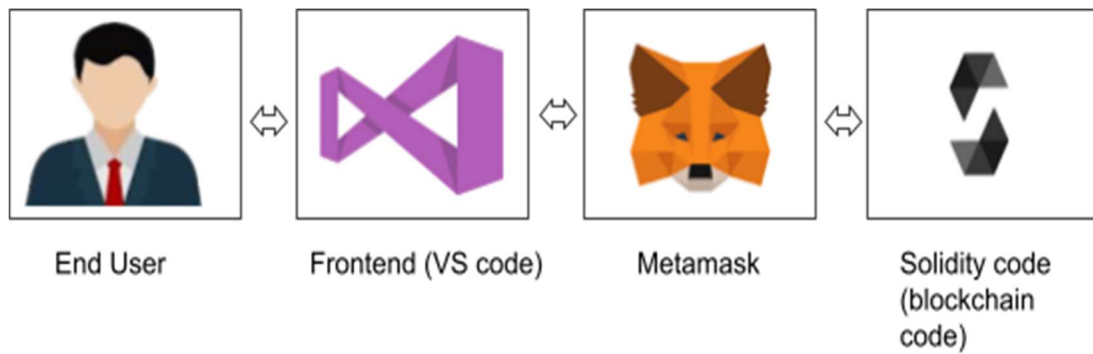 End User
Frontend (VS code)
Metamask
Solidity code
(blockchain
code)